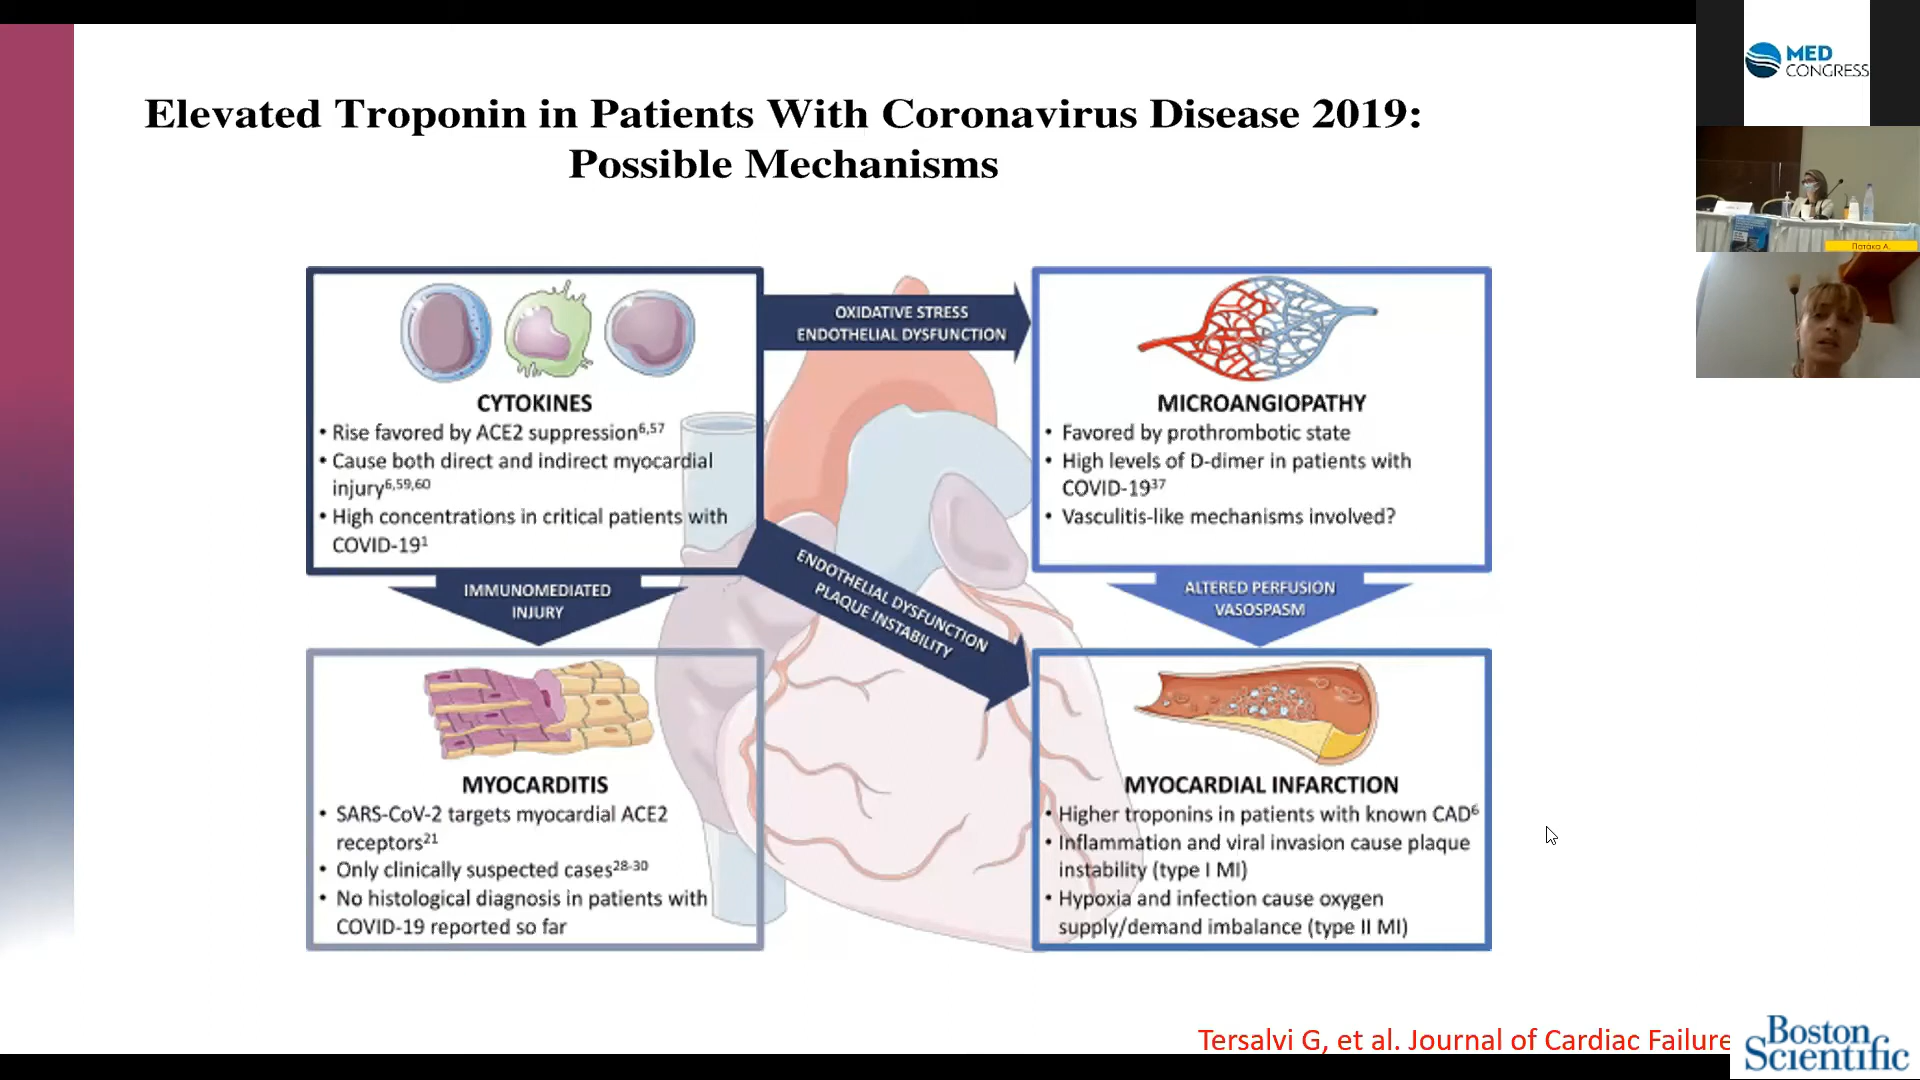 Elevated Troponin in Patients With Coronavirus Disease 2019:
Possible Mechanisms
CYTOKINES
• Rise favored by ACE2 suppression6,57
• Cause both direct and indirect myocardial
injury6,59,60
• High concentrations in critical patients with
COVID-191
OXIDATIVE STRESS
ENDOTHELIAL DYSFUNCTION
MICROANGIOPATHY
• Favored by prothrombotic state
• High levels of D-dimer in patients with
COVID-1937
• Vasculitis-like mechanisms involved?
IMMUNOMEDIATED
INJURY
ENDOTHELIAL DYSFUNCTION
PLAQUE INSTABILITY
ALTERED PERFUSION
VASOSPASM
MYOCARDITIS
• SARS-CoV-2 targets myocardial ACE2
receptors21
• Only clinically suspected cases28-30
• No histological diagnosis in patients with
COVID-19 reported so far
MYOCARDIAL INFARCTION
• Higher troponins in patients with known CAD6
• Inflammation and viral invasion cause plaque
instability (type I MI)
• Hypoxia and infection cause oxygen
supply/demand imbalance (type II MI)
Tersalvi G, et al. Journal of Cardiac Failure
MED
CONGRESS
Boston
Scientific